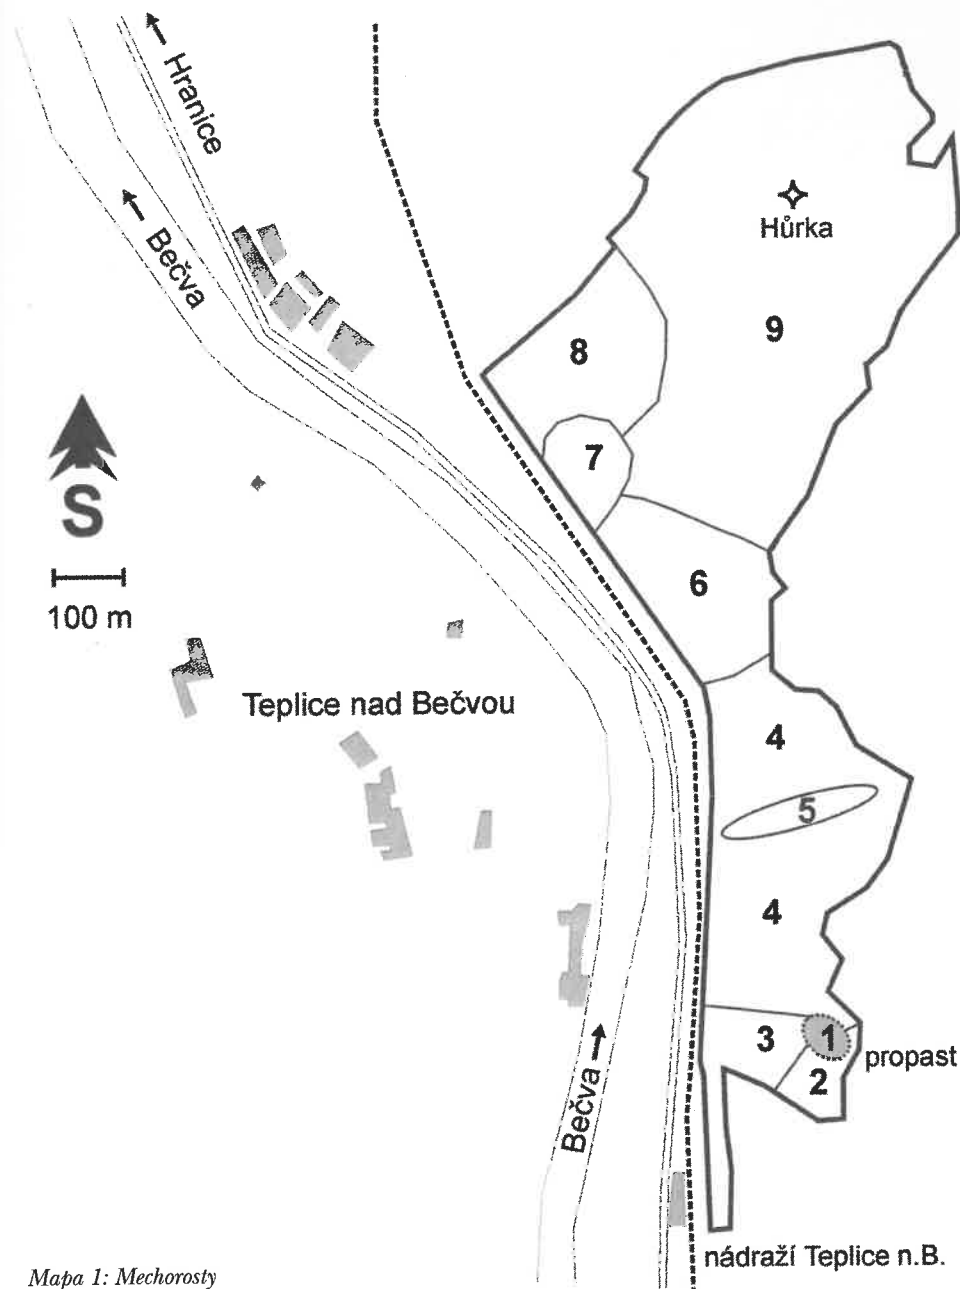 Hranice
Bečva
Hůrka
9
8
7
S
100 m
6
Teplice nad Bečvou
4
5
4
3
1
propast
2
Bečva
nádraží Teplice n.B.
Mapa 1: Mechorosty